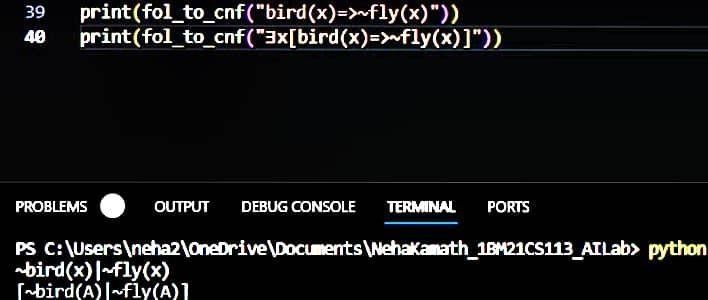 39 print(fol_to_cnf("bird(x)=>~fly(x)"))
40 print(fol_to_cnf("∃x[bird(x)=>~fly(x)]"))
PROBLEMS OUTPUT DEBUG CONSOLE TERMINAL PORTS
PS C:\Users\neha2\OneDrive\Documents\NehaKamath_1BM21CS113_AILab> python
~bird(x)|~fly(x)
[~bird(A)|~fly(A)]